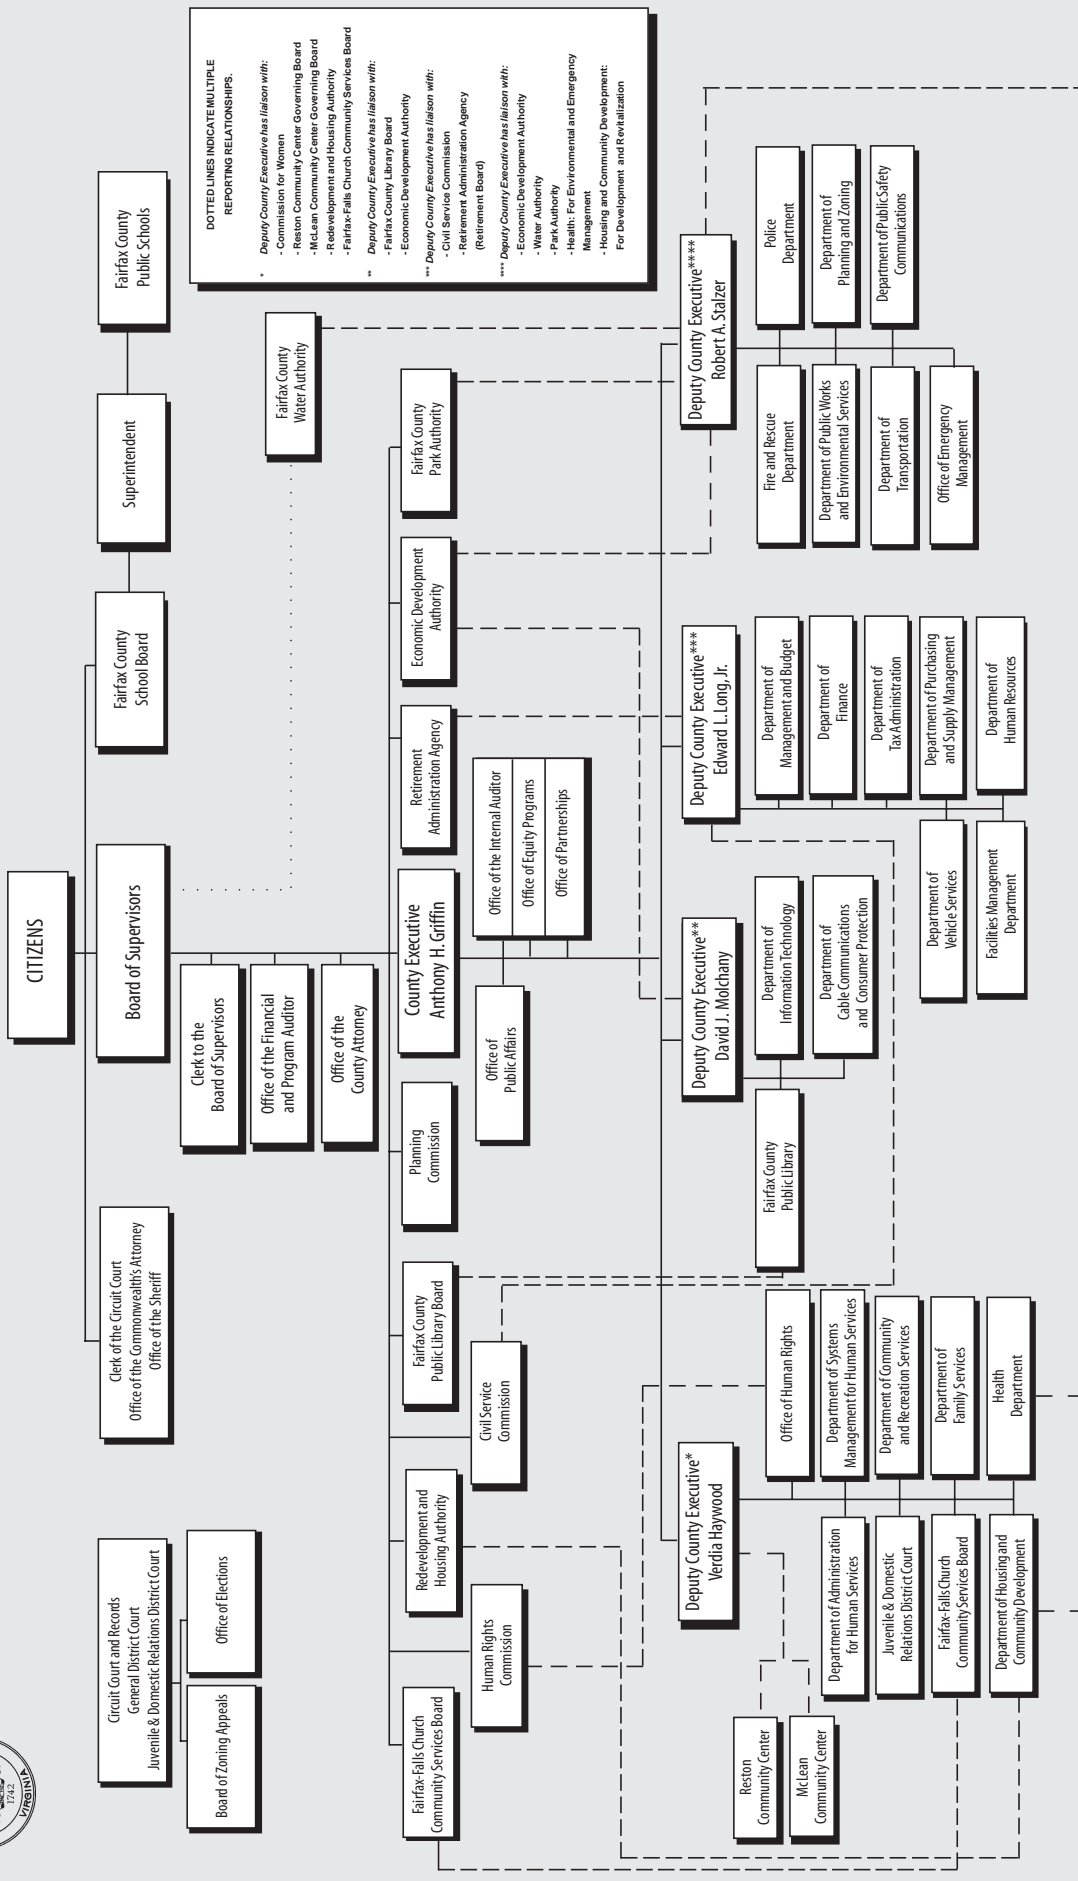 1742
VIRGINIA
CITIZENS
Circuit Court and Records
General District Court
Juvenile & Domestic Relations District Court
Board of Zoning Appeals
Office of Elections
Clerk of the Circuit Court
Office of the Commonwealth's Attorney
Office of the Sheriff
Board of Supervisors
Fairfax County
School Board
Superintendent
Fairfax County
Public Schools
Clerk to the
Board of Supervisors
Office of the Financial
and Program Auditor
Office of the
County Attorney
Fairfax County
Water Authority
DOTTED LINES INDICATE MULTIPLE
REPORTING RELATIONSHIPS.
* Deputy County Executive has liaison with:
- Commission for Women
- Reston Community Center Governing Board
- McLean Community Center Governing Board
- Redevelopment and Housing Authority
- Fairfax-Falls Church Community Services Board
** Deputy County Executive has liaison with:
- Fairfax County Library Board
- Economic Development Authority
*** Deputy County Executive has liaison with:
- Civil Service Commission
- Retirement Administration Agency
(Retirement Board)
**** Deputy County Executive has liaison with:
- Economic Development Authority
- Water Authority
- Park Authority
- Health: For Environmental and Emergency
Management
- Housing and Community Development:
For Development and Revitalization
Fairfax-Falls Church
Community Services Board
Human Rights
Commission
Redevelopment and
Housing Authority
Civil Service
Commission
Fairfax County
Public Library Board
Planning
Commission
County Executive
Anthony H. Griffin
Retirement
Administration Agency
Economic Development
Authority
Fairfax County
Park Authority
Office of
Public Affairs
Office of the Internal Auditor
Office of Equity Programs
Office of Partnerships
Deputy County Executive*
Verdia Haywood
Reston
Community Center
McLean
Community Center
Office of Human Rights
Department of Administration
for Human Services
Department of Systems
Management for Human Services
Juvenile & Domestic
Relations District Court
Department of Community
and Recreation Services
Fairfax-Falls Church
Community Services Board
Department of
Family Services
Department of Housing and
Community Development
Health
Department
Deputy County Executive**
David J. Molchany
Fairfax County
Public Library
Department of
Information Technology
Department of
Cable Communications
and Consumer Protection
Deputy County Executive***
Edward L. Long, Jr.
Department of
Management and Budget
Department of
Finance
Department of
Tax Administration
Department of
Vehicle Services
Department of Purchasing
and Supply Management
Facilities Management
Department
Department of
Human Resources
Deputy County Executive****
Robert A. Stalzer
Fire and Rescue
Department
Police
Department
Department of Public Works
and Environmental Services
Department of
Planning and Zoning
Department of
Transportation
Department of Public Safety
Communications
Office of Emergency
Management